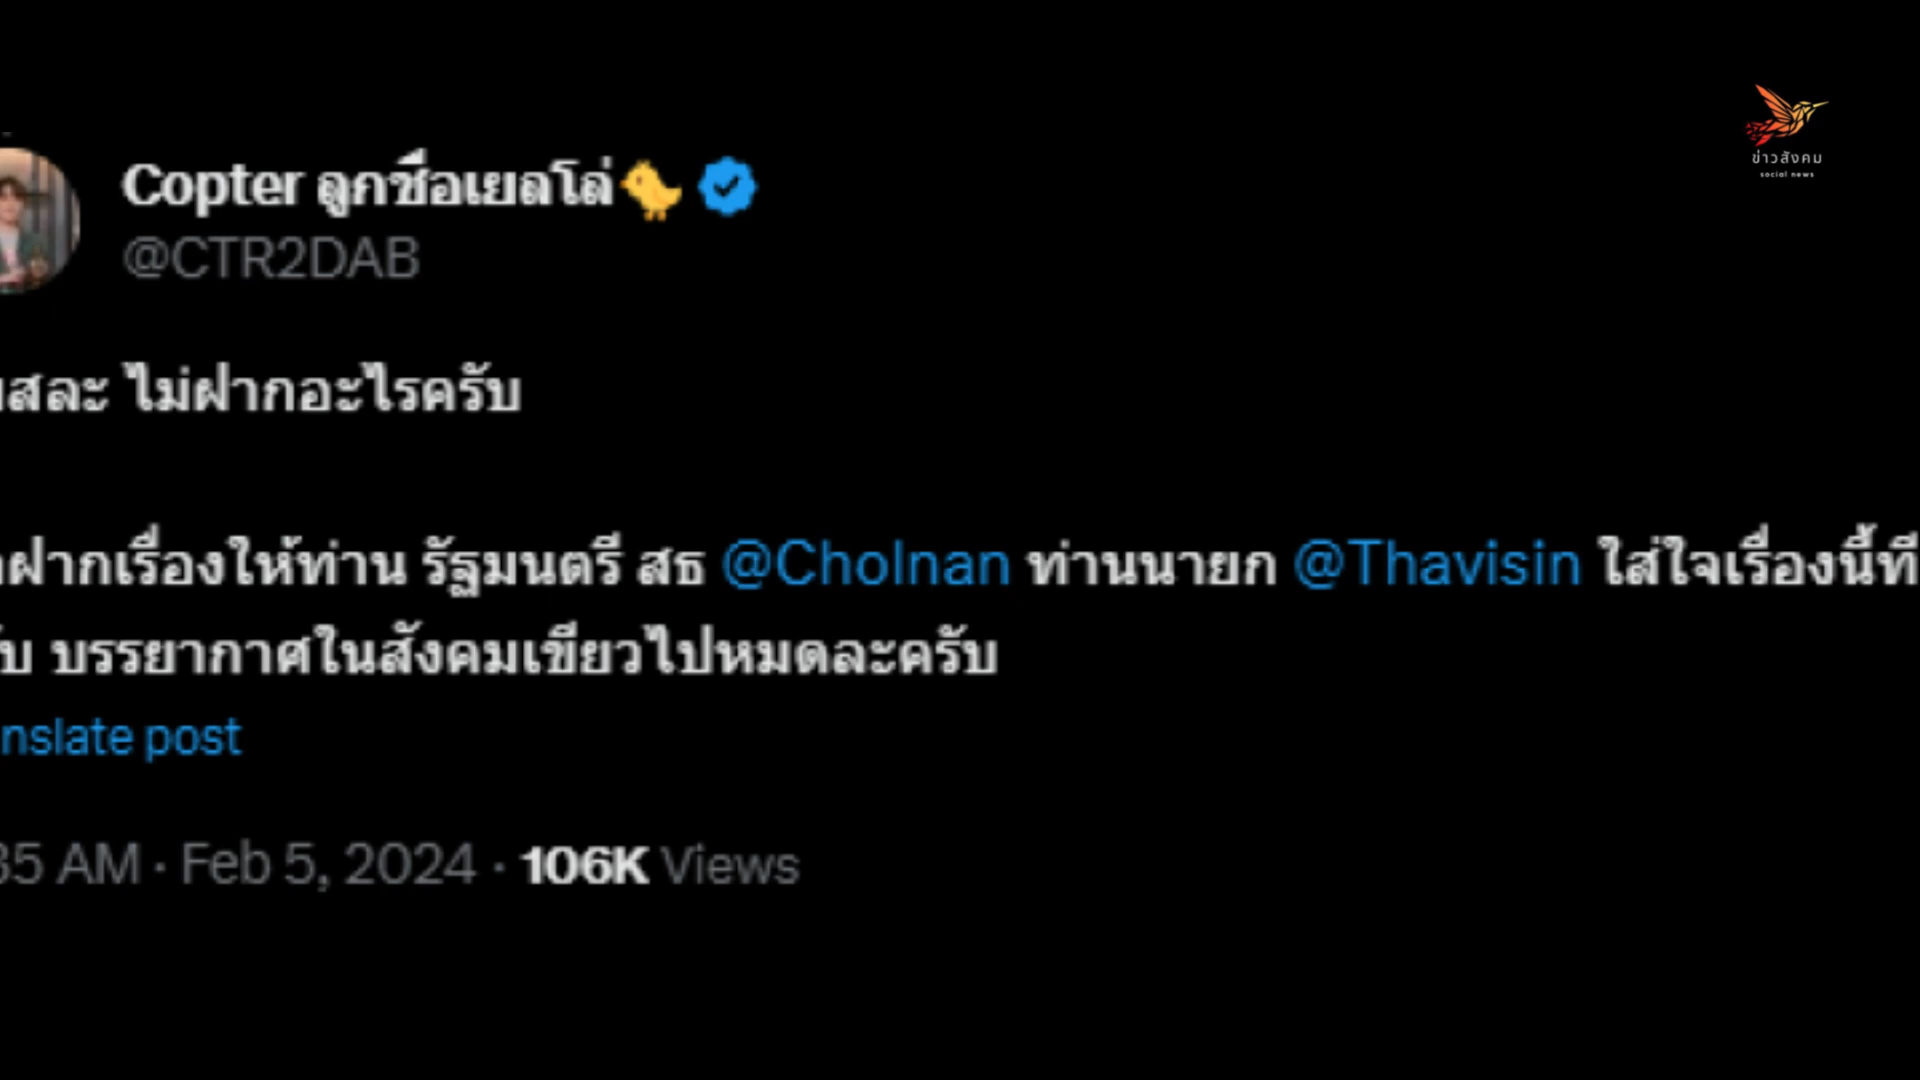 ข่าวสังคม
social news
Copter ลูกชื่อเยลโล่
@CTR2DAB
ไม่ฝากอะไรครับ
ฝากเรื่องให้ท่าน รัฐมนตรี สธ @Cholnan ท่านนายก @Thavisin ใส่ใจเรื่องนี้ที
บรรยากาศในสังคมเขียวไปหมดละครับ
nslate post
35 AM · Feb 5, 2024 · 106K Views